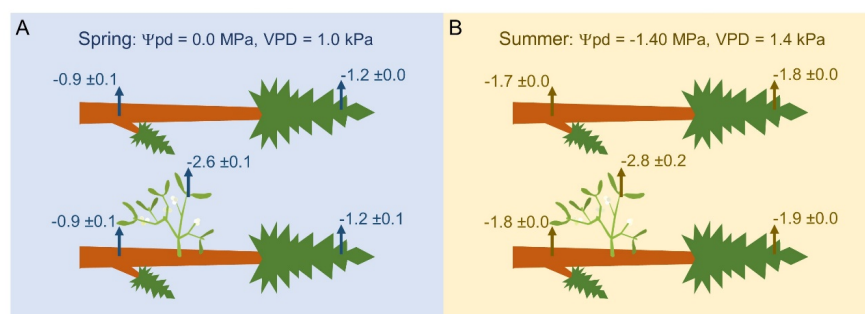 A
Spring: Ψpd = 0.0 MPa, VPD = 1.0 kPa
-0.9 ±0.1
-1.2 ±0.0
-2.6 ±0.1
-0.9 ±0.1
-1.2 ±0.1
B
Summer: Ψpd = -1.40 MPa, VPD = 1.4 kPa
-1.7 ±0.0
-1.8 ±0.0
-2.8 ±0.2
-1.8 ±0.0
-1.9 ±0.0